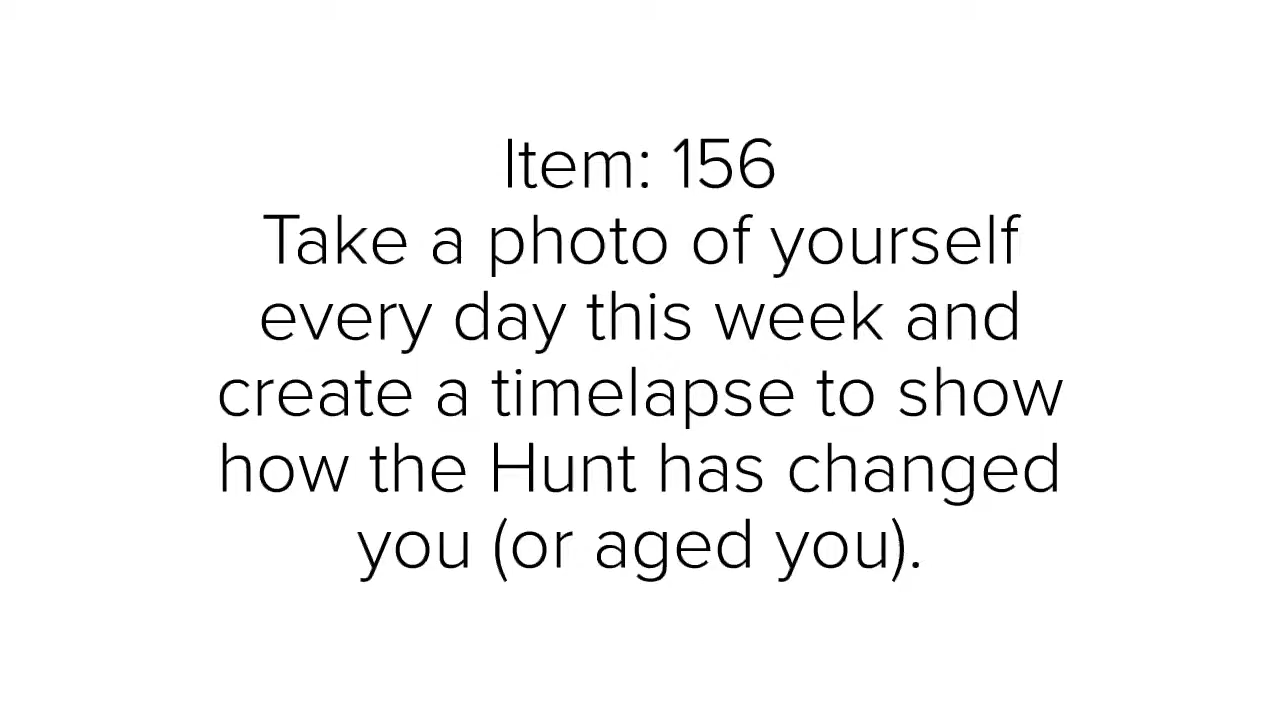 Item: 156
Take a photo of yourself
every day this week and
create a timelapse to show
how the Hunt has changed
you (or aged you).